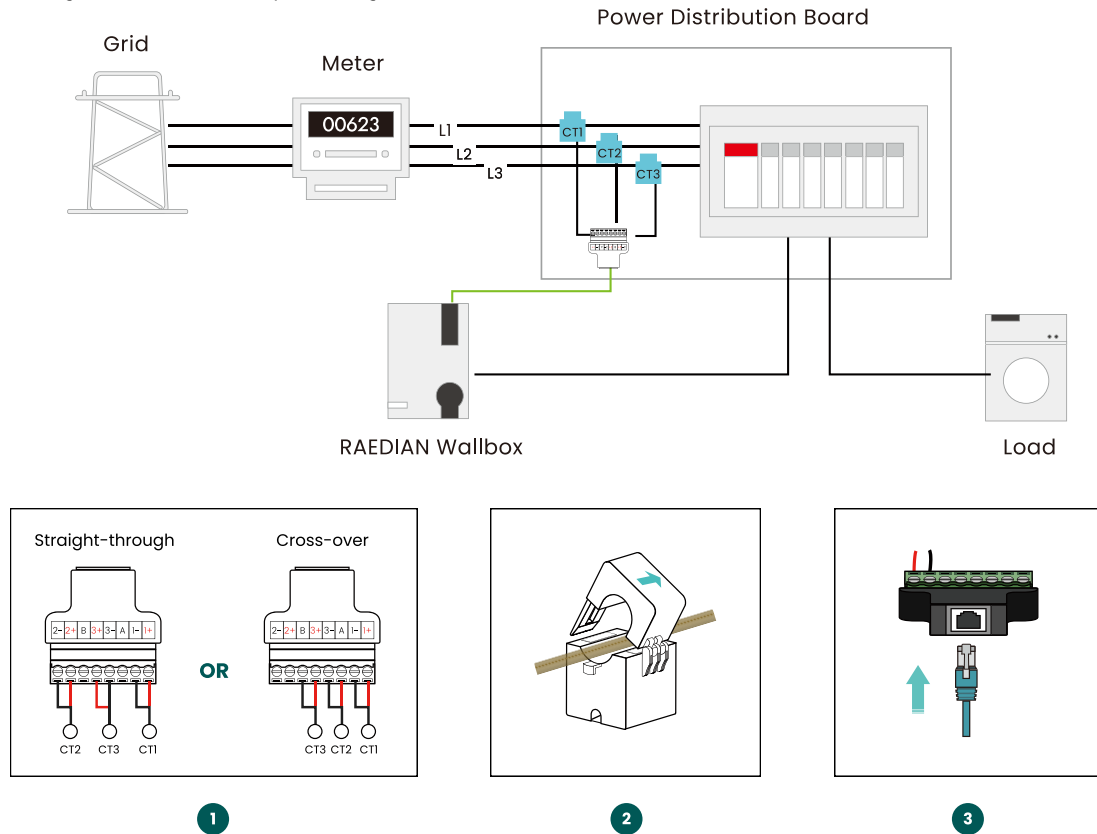 Power Distribution Board
Grid
Meter
00623
L1
L2
L3
CT1
CT2
CT3
RAEDIAN Wallbox
Load
Straight-through
Cross-over
2- 2+ B 3+ 3- A 1- 1+
2- 2+ B 3+ 3- A 1- 1+
OR
CT2 CT3 CT1
CT3 CT2 CT1
1
2
3